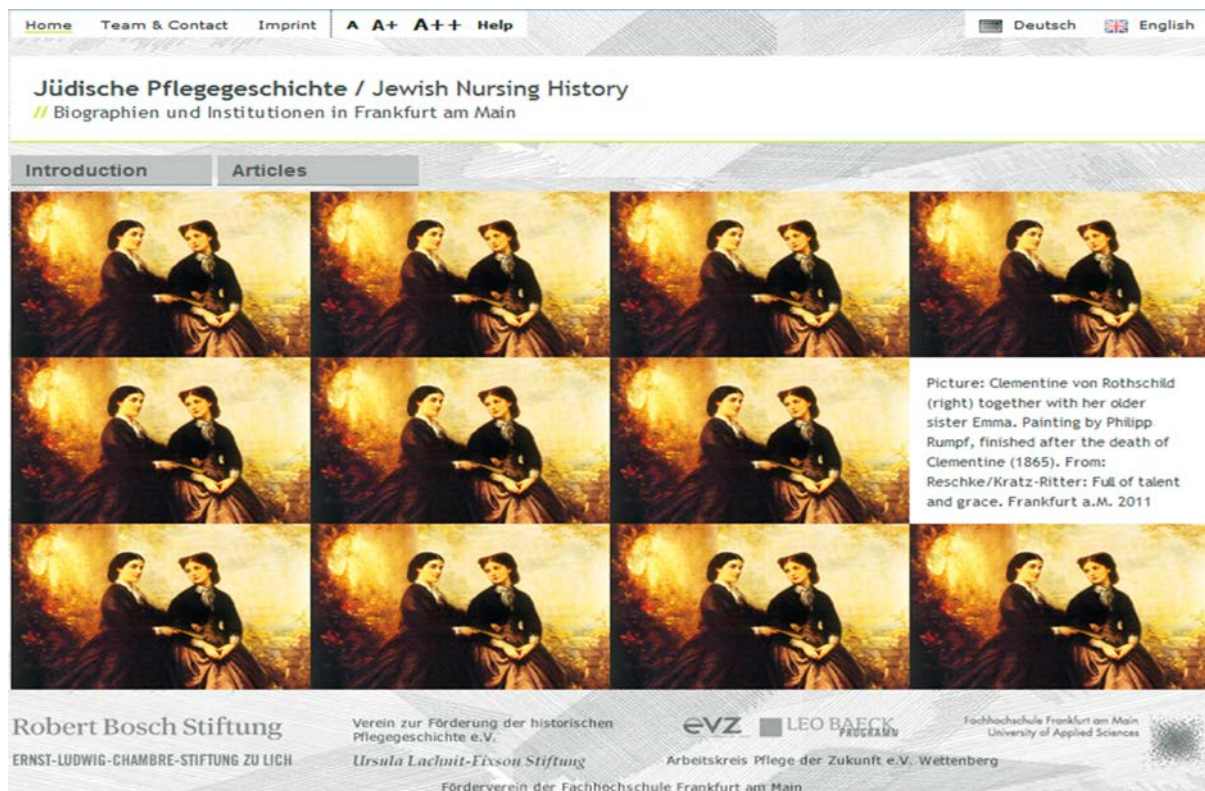 Home Team & Contact Imprint A A+ A++ Help Deutsch English
Jüdische Pflegegeschichte / Jewish Nursing History
// Biographien und Institutionen in Frankfurt am Main
Introduction Articles
Picture: Clementine von Rothschild
(right) together with her older
sister Emma. Painting by Philipp
Rumpf, finished after the death of
Clementine (1865). From:
Reschke/Kratz-Ritter: Full of talent
and grace. Frankfurt a.M. 2011
Robert Bosch Stiftung
ERNST-LUDWIG-CHAMBRE-STIFTUNG ZU LICH
Verein zur Förderung der historischen
Pflegegeschichte e.V.
Ursula Lachnit-Fixson Stiftung
evz LEO BAECK
PROGRAMM
Fachhochschule Frankfurt am Main
University of Applied Sciences
Arbeitskreis Pflege der Zukunft e.V. Wettenberg
Förderverein der Fachhochschule Frankfurt am Main